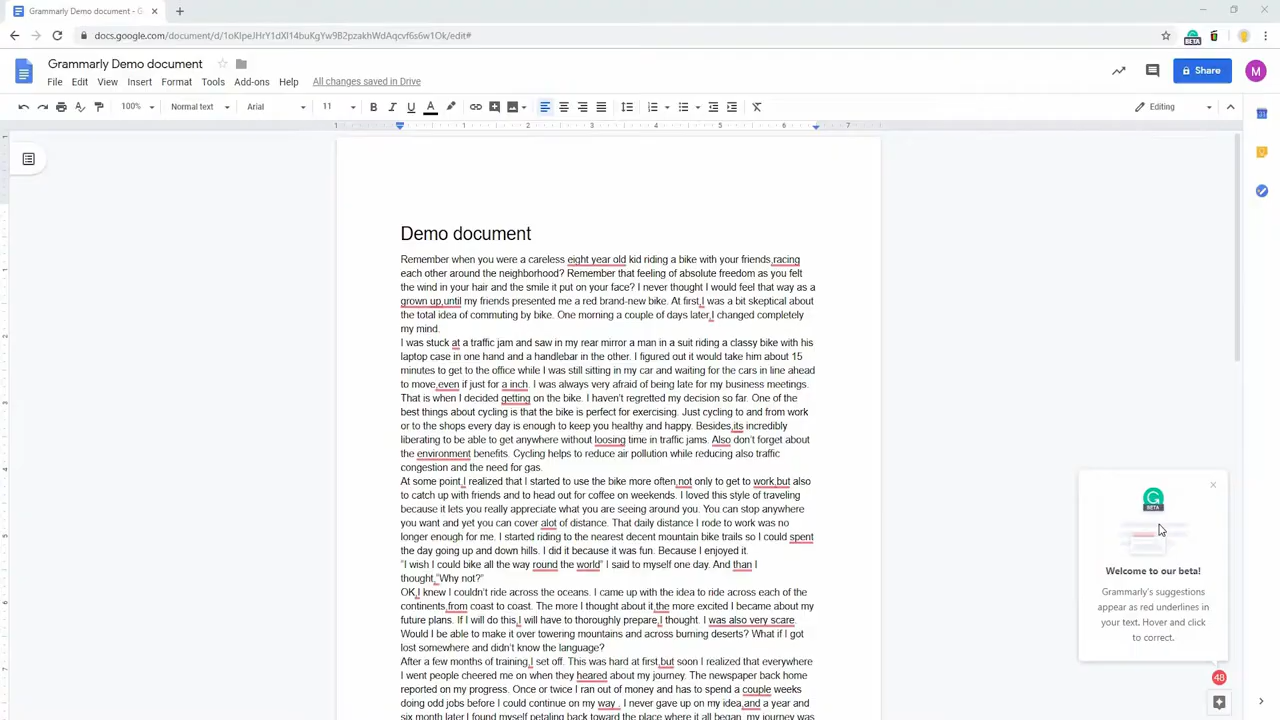 Grammarly Demo document - G
docs.google.com/document/d/1oKIpeJHrY1dXI14buKgYw9B2pzakhWdAqcvf6s6w1Ok/edit#
BETA
Grammarly Demo document
File Edit View Insert Format Tools Add-ons Help All changes saved in Drive
Share
M
100% Normal text Arial 11 B I U A Editing
1 1 2 3 4 5 6 7
31
Demo document
Remember when you were a careless eight year old kid riding a bike with your friends,racing
each other around the neighborhood? Remember that feeling of absolute freedom as you felt
the wind in your hair and the smile it put on your face? I never thought I would feel that way as a
grown up,until my friends presented me a red brand-new bike. At first,I was a bit skeptical about
the total idea of commuting by bike. One morning a couple of days later,I changed completely
my mind.
I was stuck at a traffic jam and saw in my rear mirror a man in a suit riding a classy bike with his
laptop case in one hand and a handlebar in the other. I figured out it would take him about 15
minutes to get to the office while I was still sitting in my car and waiting for the cars in line ahead
to move,even if just for a inch. I was always very afraid of being late for my business meetings.
That is when I decided getting on the bike. I haven't regretted my decision so far. One of the
best things about cycling is that the bike is perfect for exercising. Just cycling to and from work
or to the shops every day is enough to keep you healthy and happy. Besides,its incredibly
liberating to be able to get anywhere without loosing time in traffic jams. Also don't forget about
the environment benefits. Cycling helps to reduce air pollution while reducing also traffic
congestion and the need for gas.
At some point,I realized that I started to use the bike more often,not only to get to work,but also
to catch up with friends and to head out for coffee on weekends. I loved this style of traveling
because it lets you really appreciate what you are seeing around you. You can stop anywhere
you want and yet you can cover alot of distance. That daily distance I rode to work was no
longer enough for me. I started riding to the nearest decent mountain bike trails so I could spent
the day going up and down hills. I did it because it was fun. Because I enjoyed it.
"I wish I could bike all the way round the world" I said to myself one day. And than I
thought,"Why not?"
OK,I knew I couldn't ride across the oceans. I came up with the idea to ride across each of the
continents,from coast to coast. The more I thought about it,the more excited I became about my
future plans. If I will do this,I will have to thoroughly prepare,I thought. I was also very scare.
Would I be able to make it over towering mountains and across burning deserts? What if I got
lost somewhere and didn't know the language?
After a few months of training,I set off. This was hard at first,but soon I realized that everywhere
I went people cheered me on when they heared about my journey. The newspaper back home
reported on my progress. Once or twice I ran out of money and has to spend a couple weeks
doing odd jobs before I could continue on my way . I never gave up on my idea,and a year and
six month later I found myself petaling back toward the place where it all began, my journey was
BETA
Welcome to our beta!
Grammarly's suggestions
appear as red underlines in
your text. Hover and click
to correct.
48